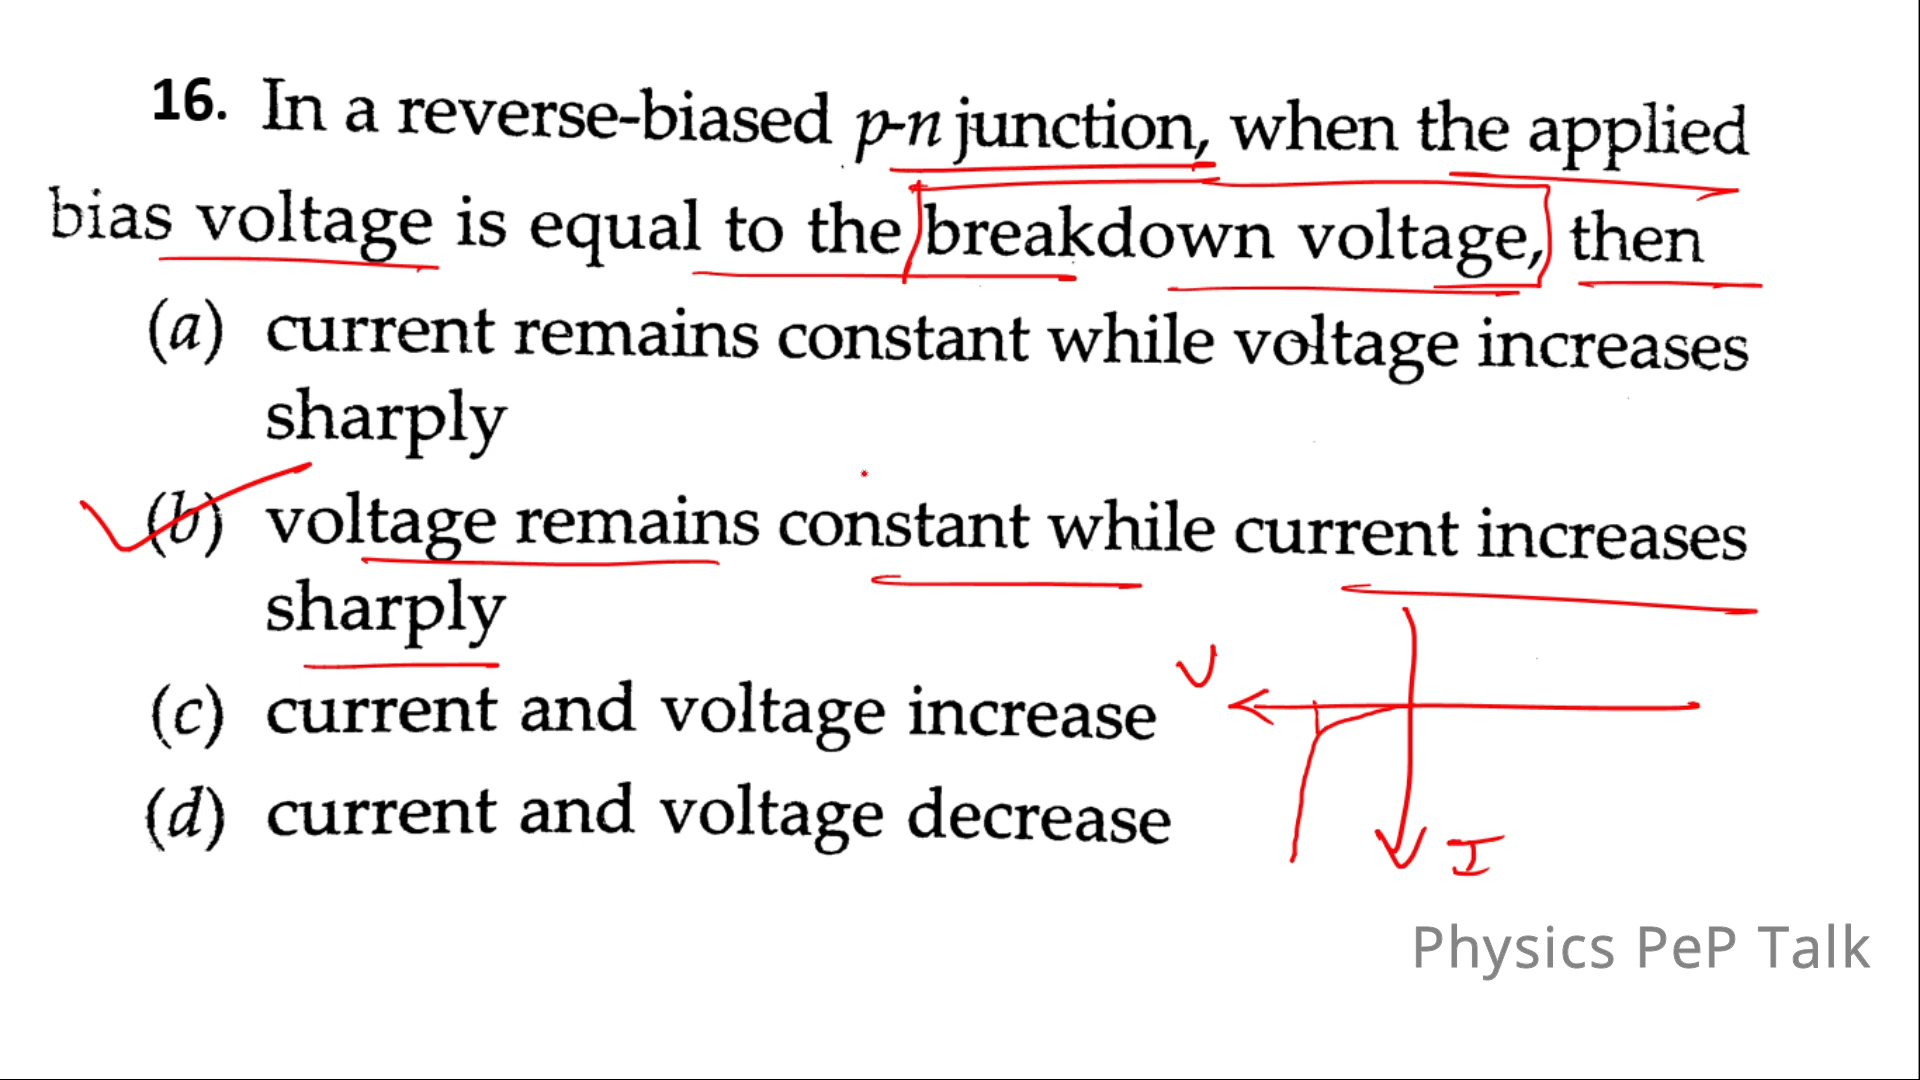 16. In a reverse-biased p-n junction, when the applied
bias voltage is equal to the breakdown voltage, then
(a) current remains constant while voltage increases
sharply
(b) voltage remains constant while current increases
sharply
(c) current and voltage increase
(d) current and voltage decrease
V
I
Physics PeP Talk